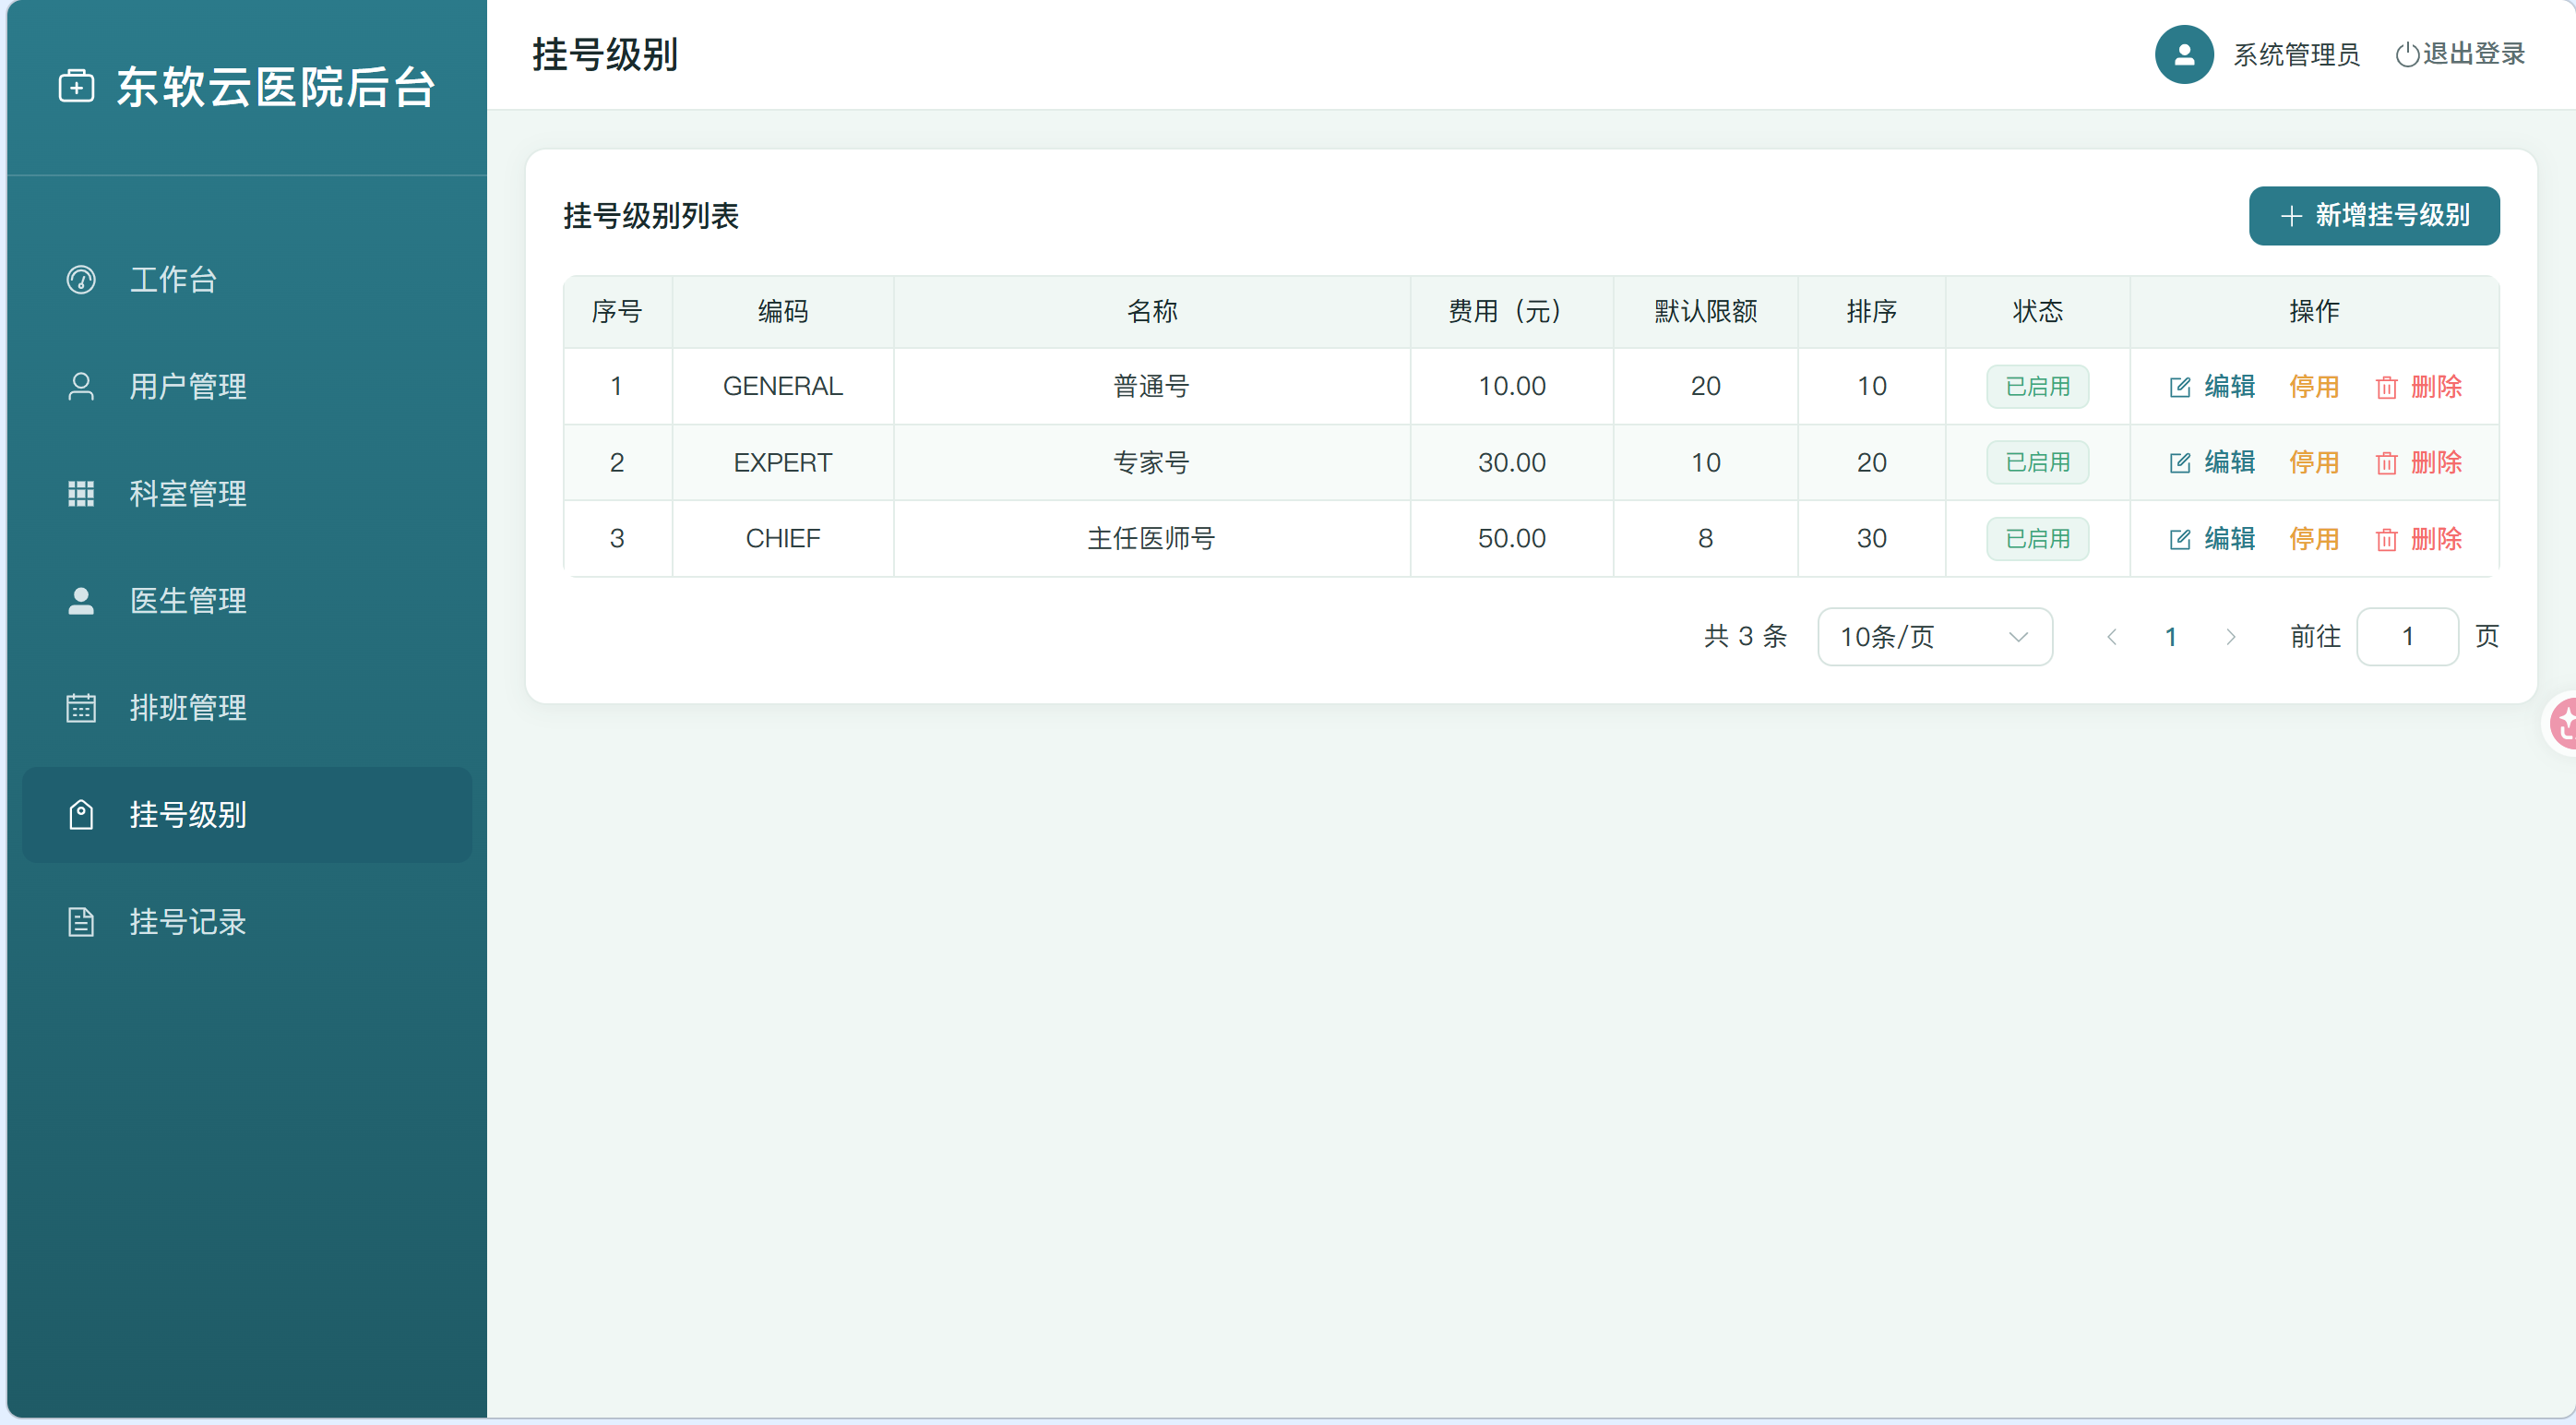 东软云医院后台
工作台
用户管理
科室管理
医生管理
排班管理
挂号级别
挂号记录
挂号级别
系统管理员 退出登录
挂号级别列表
新增挂号级别
序号 编码 名称 费用（元） 默认限额 排序 状态 操作
1 GENERAL 普通号 10.00 20 10 已启用 编辑 停用 删除
2 EXPERT 专家号 30.00 10 20 已启用 编辑 停用 删除
3 CHIEF 主任医师号 50.00 8 30 已启用 编辑 停用 删除
共 3 条 10条/页 1 前往 1 页